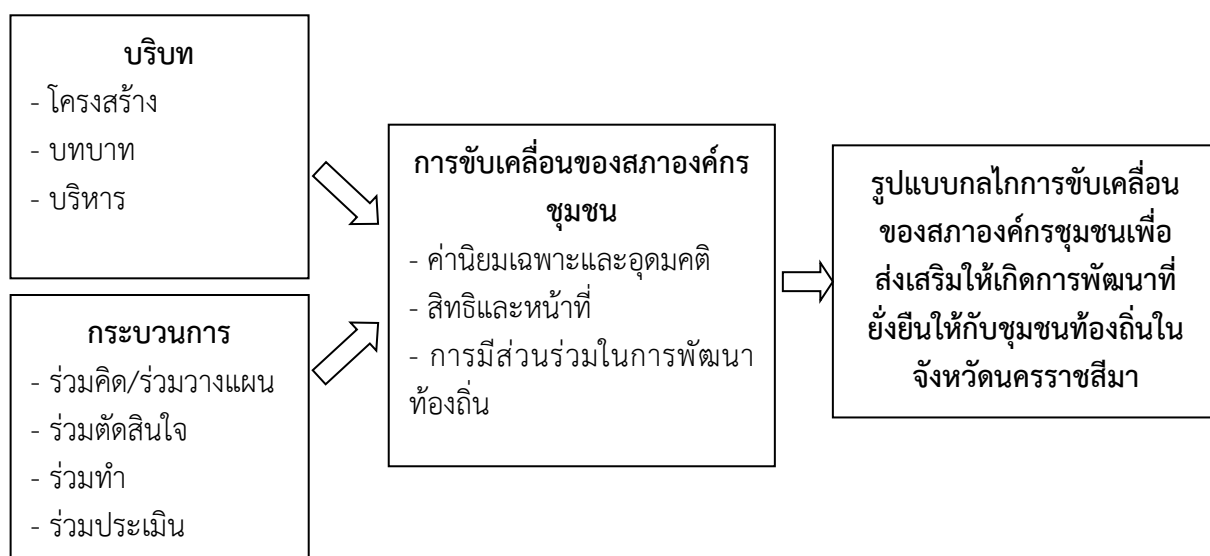 บริบท
- โครงสร้าง
- บทบาท
- บริหาร
กระบวนการ
- ร่วมคิด/ร่วมวางแผน
- ร่วมตัดสินใจ
- ร่วมทำ
- ร่วมประเมิน
การขับเคลื่อนของสภาองค์กร
ชุมชน
- ค่านิยมเฉพาะและอุดมคติ
- สิทธิและหน้าที่
- การมีส่วนร่วมในการพัฒนา
ท้องถิ่น
รูปแบบกลไกการขับเคลื่อน
ของสภาองค์กรชุมชนเพื่อ
ส่งเสริมให้เกิดการพัฒนาที่
ยั่งยืนให้กับชุมชนท้องถิ่นใน
จังหวัดนครราชสีมา